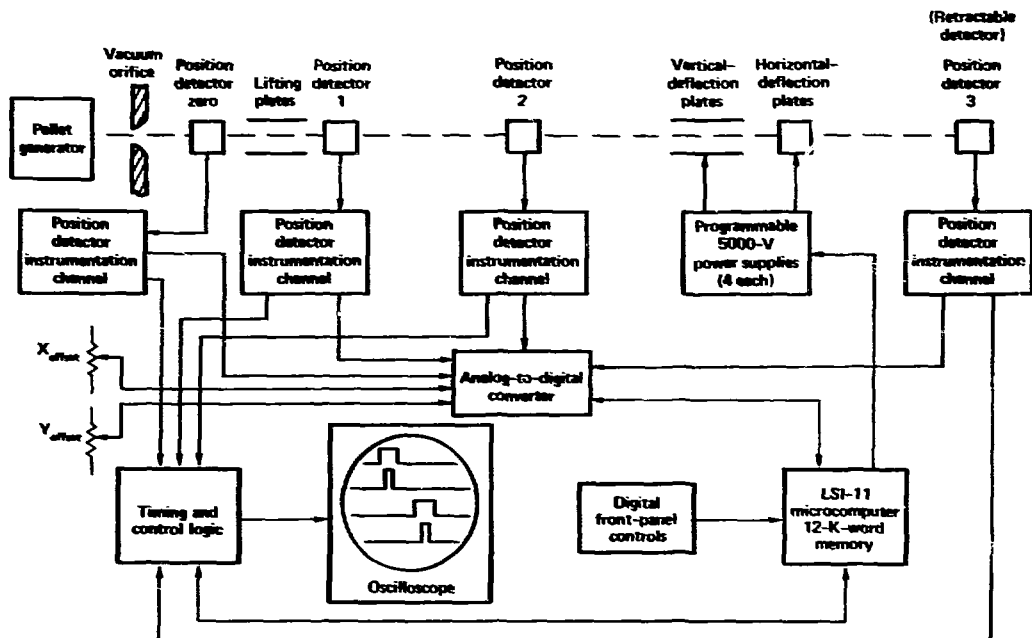 (Retractable
detector)
Vacuum
orifice
Position
detector
zero
Lifting
plates
Position
detector
1
Position
detector
2
Vertical-
deflection
plates
Horizontal-
deflection
plates
Position
detector
3
Pellet
generator
Position
detector
instrumentation
channel
Position
detector
instrumentation
channel
Position
detector
instrumentation
channel
Programmable
5000-V
power supplies
(4 each)
Position
detector
instrumentation
channel
X offset
Analog-to-digital
converter
Y offset
Timing and
control logic
Oscilloscope
Digital
front-panel
controls
LSI-11
microcomputer
12-K-word
memory